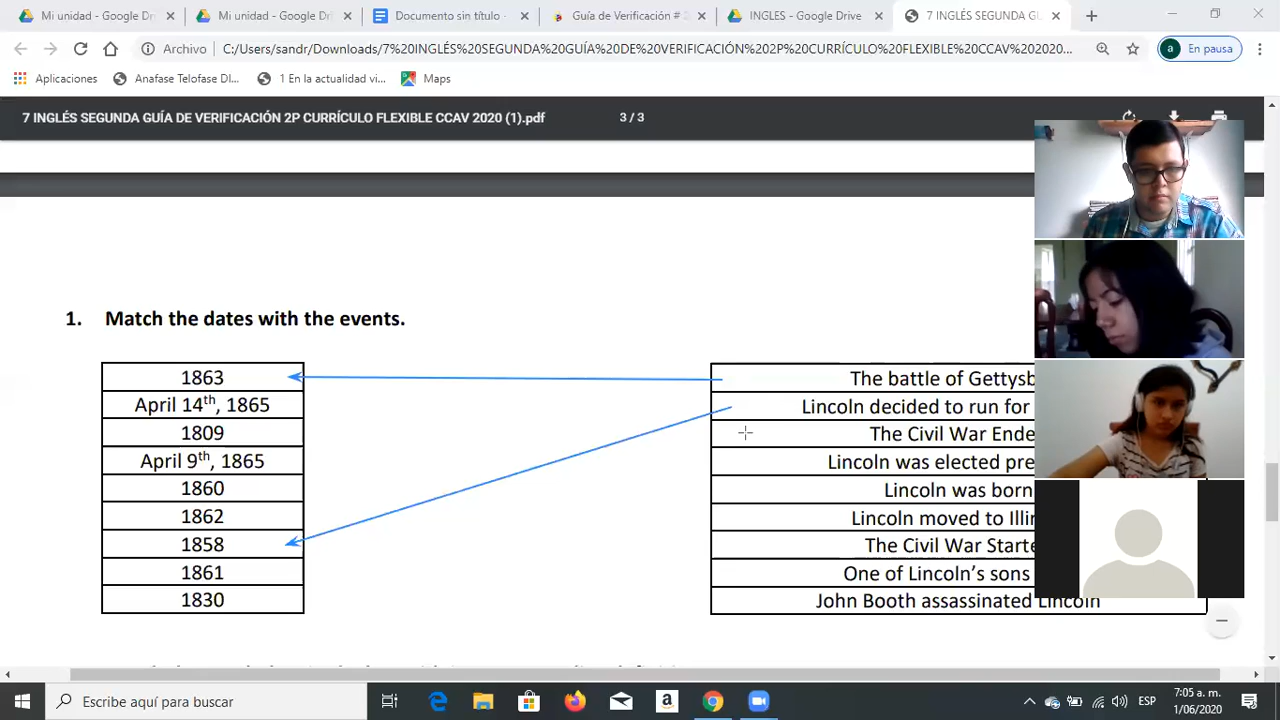 Mi unidad - Google Dri
Mi unidad - Google Dri
Documento sin título -
Guía de Verificación # 2
INGLES - Google Drive
7 INGLÉS SEGUNDA GU
Archivo
C:/Users/sandr/Downloads/7%20INGLÉS%20SEGUNDA%20GUÍA%20DE%20VERIFICACIÓN%202P%20CURRÍCULO%20FLEXIBLE%20CCAV%202020...
a
En pausa
Aplicaciones
Anafase Telofase DI...
1 En la actualidad vi...
Maps
7 INGLÉS SEGUNDA GUÍA DE VERIFICACIÓN 2P CURRÍCULO FLEXIBLE CCAV 2020 (1).pdf
3 / 3
1. Match the dates with the events.
1863
The battle of Gettysb
April 14th, 1865
Lincoln decided to run for
1809
The Civil War Ende
April 9th, 1865
Lincoln was elected pre
1860
Lincoln was born
1862
Lincoln moved to Illin
1858
The Civil War Starte
1861
One of Lincoln's sons
1830
John Booth assassinated Lincoln
Escribe aquí para buscar
ESP
7:05 a. m.
1/06/2020